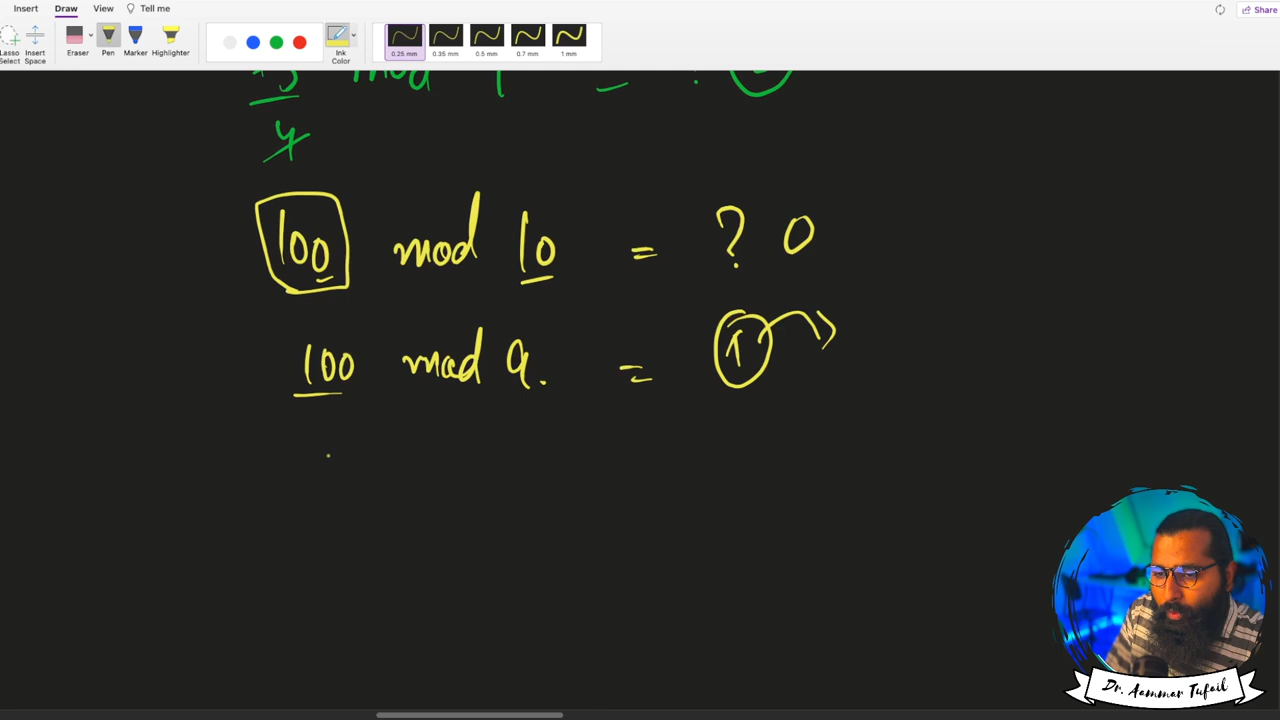 Insert Draw View Tell me
Share
Lasso Select Insert Space Eraser Pen Marker Highlighter Ink Color 0.25 mm 0.35 mm 0.5 mm 0.7 mm 1 mm
mod
4
100 mod 10 = ? 0
100 mod 9. = 1
Dr. Aammar Tufail